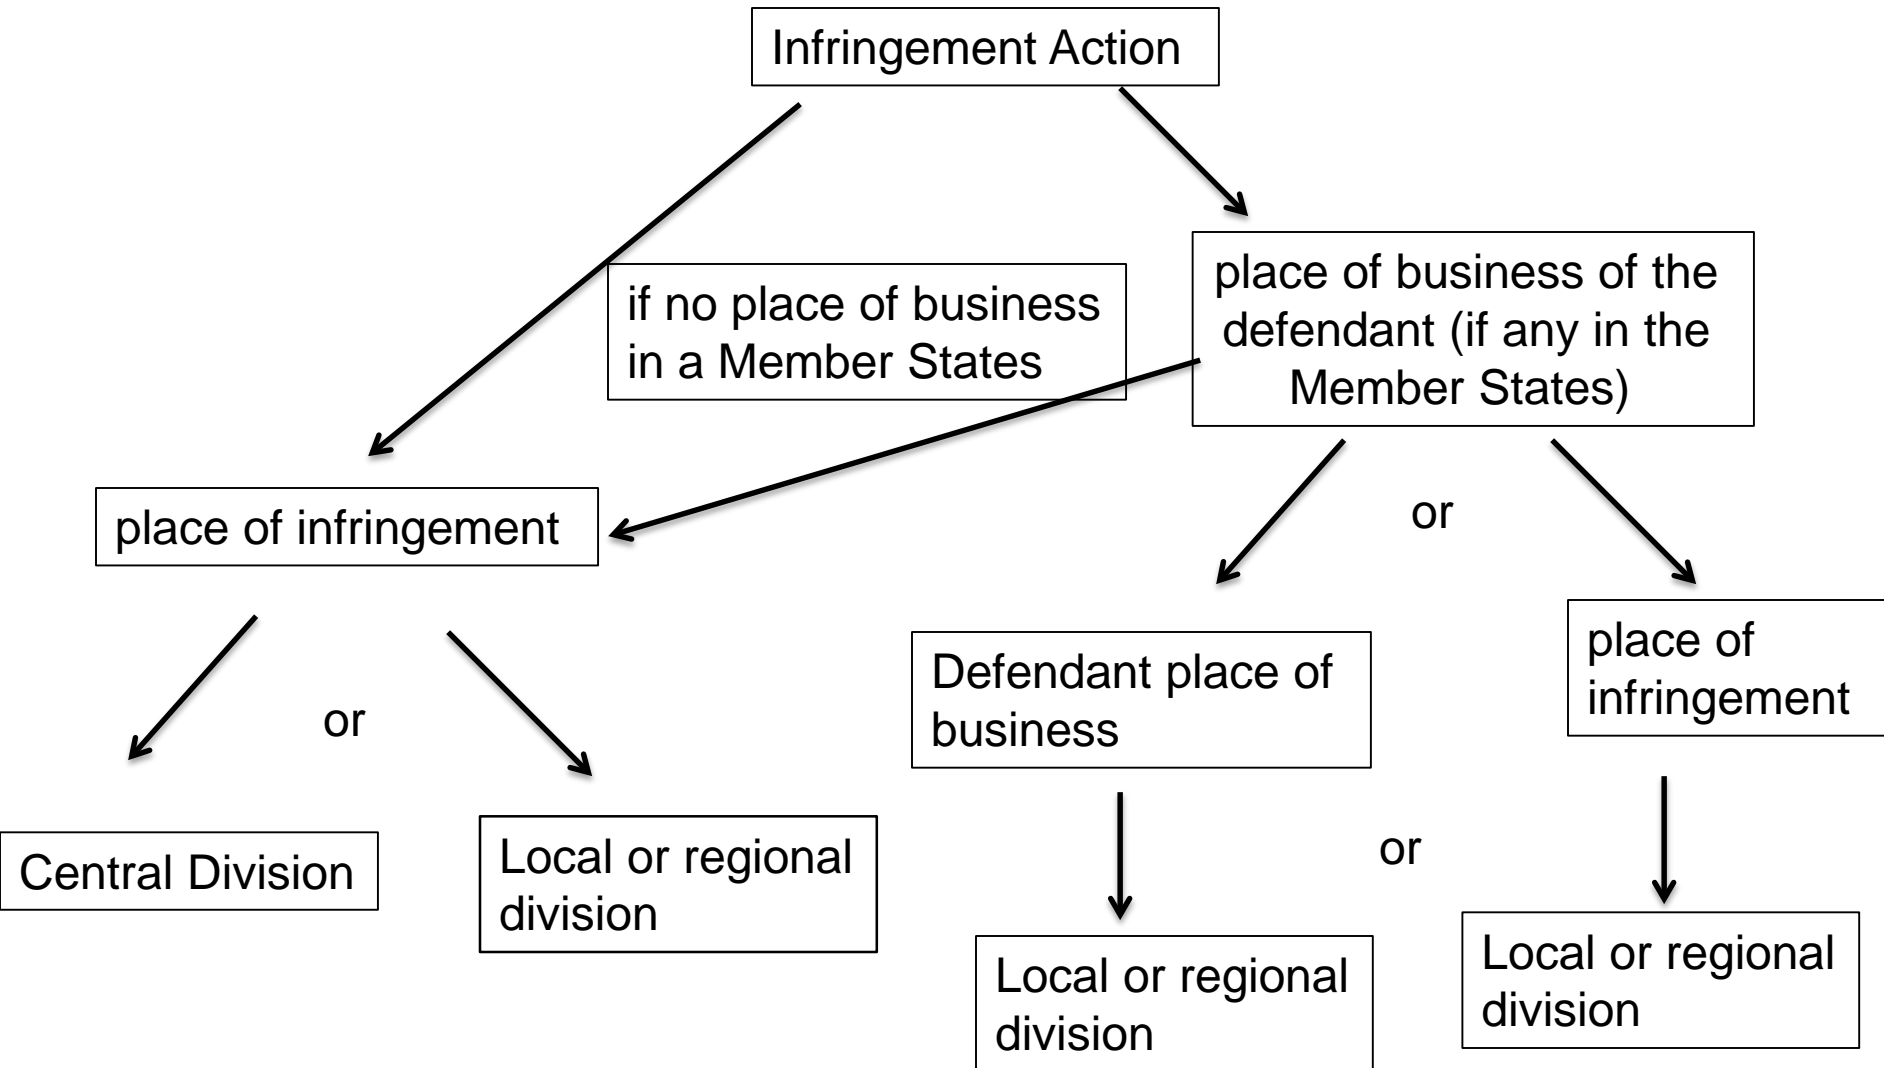 Infringement Action
if no place of business
in a Member States
place of business of the
defendant (if any in the
Member States)
place of infringement
or
Defendant place of
business
place of
infringement
or
Central Division
Local or regional
division
or
Local or regional
division
Local or regional
division